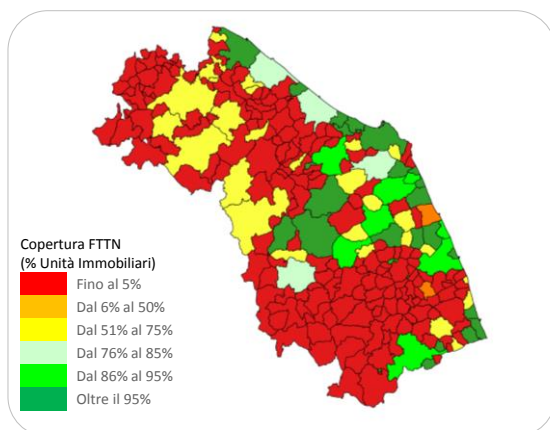 Copertura FTTN
(% Unità Immobiliari)
Fino al 5%
Dal 6% al 50%
Dal 51% al 75%
Dal 76% al 85%
Dal 86% al 95%
Oltre il 95%